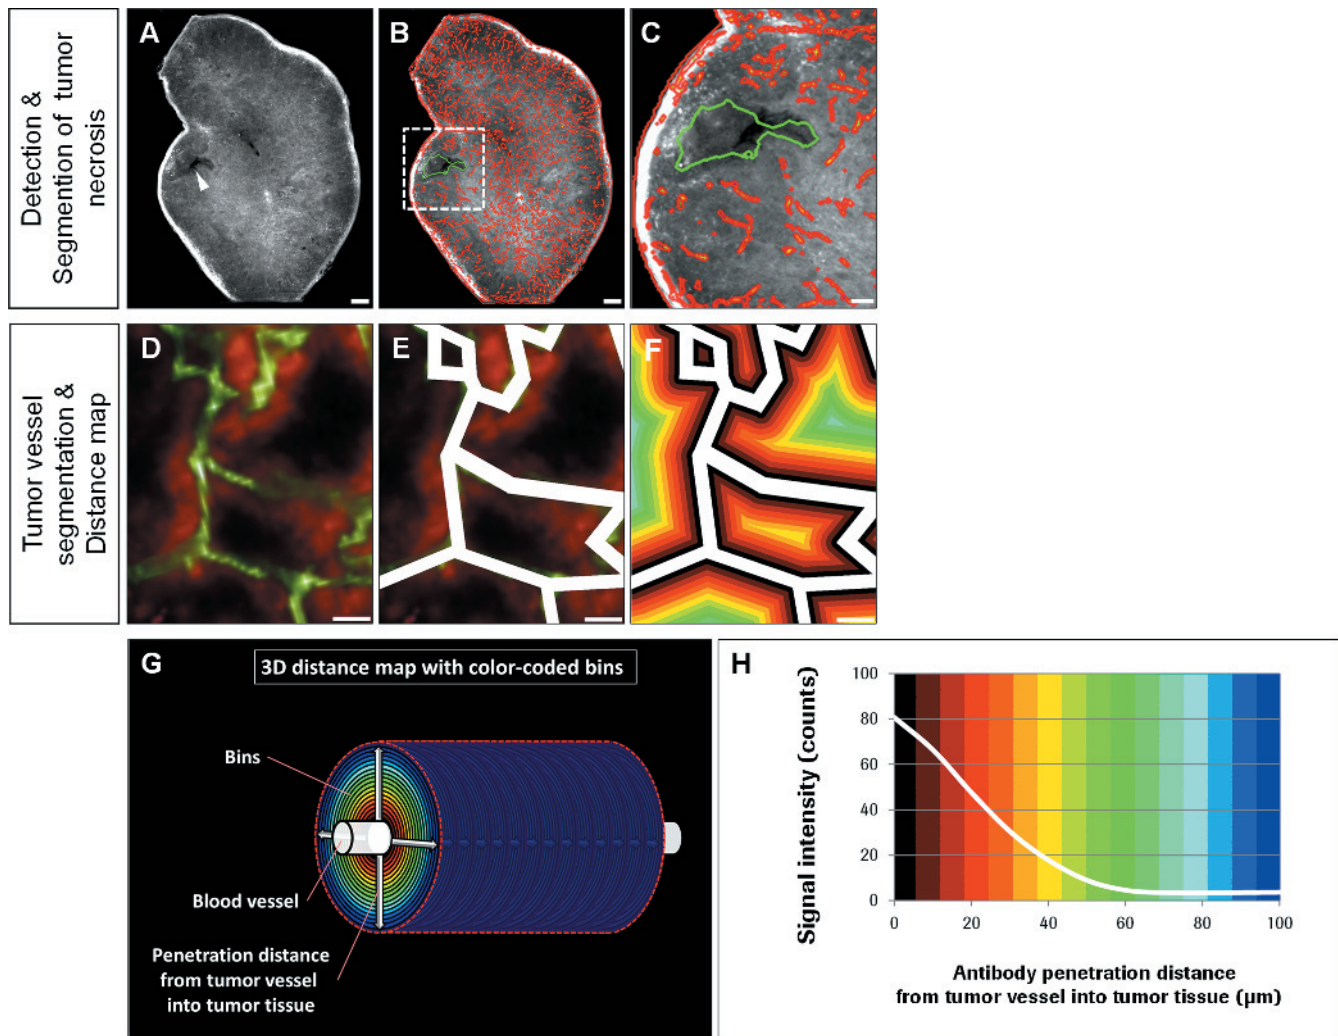 Detection &
Segmention of tumor
necrosis
A
B
C
Tumor vessel
segmentation &
Distance map
D
E
F
G
3D distance map with color-coded bins
Bins
Blood vessel
Penetration distance
from tumor vessel
into tumor tissue
H
Signal intensity (counts)
100
80
60
40
20
0
0
20
40
60
80
100
Antibody penetration distance
from tumor vessel into tumor tissue (µm)